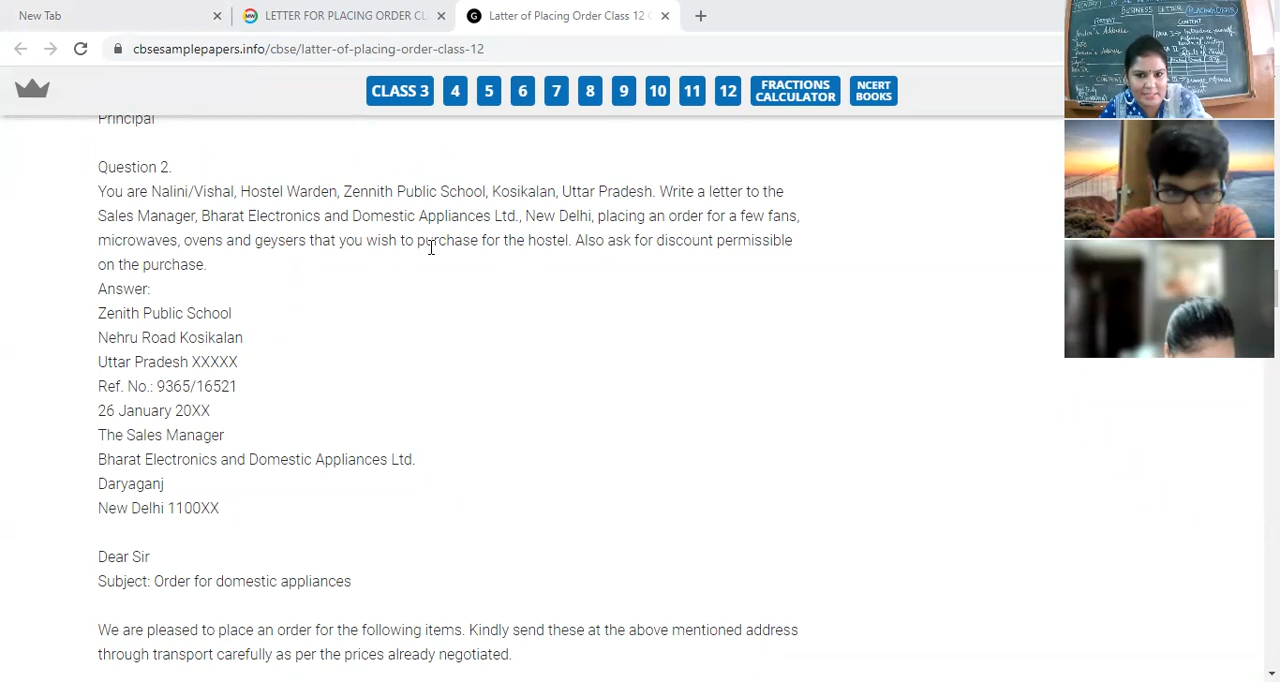 New Tab
LETTER FOR PLACING ORDER CL
Latter of Placing Order Class 12
cbsesamplepapers.info/cbse/latter-of-placing-order-class-12
CLASS 3 4 5 6 7 8 9 10 11 12 FRACTIONS CALCULATOR NCERT BOOKS
BUSINESS LETTER (PLACING ORDER)
FORMAT CONTENT
Principal
Question 2.
You are Nalini/Vishal, Hostel Warden, Zennith Public School, Kosikalan, Uttar Pradesh. Write a letter to the
Sales Manager, Bharat Electronics and Domestic Appliances Ltd., New Delhi, placing an order for a few fans,
microwaves, ovens and geysers that you wish to purchase for the hostel. Also ask for discount permissible
on the purchase.
Answer:
Zenith Public School
Nehru Road Kosikalan
Uttar Pradesh XXXXX
Ref. No.: 9365/16521
26 January 20XX
The Sales Manager
Bharat Electronics and Domestic Appliances Ltd.
Daryaganj
New Delhi 1100XX
Dear Sir
Subject: Order for domestic appliances
We are pleased to place an order for the following items. Kindly send these at the above mentioned address
through transport carefully as per the prices already negotiated.